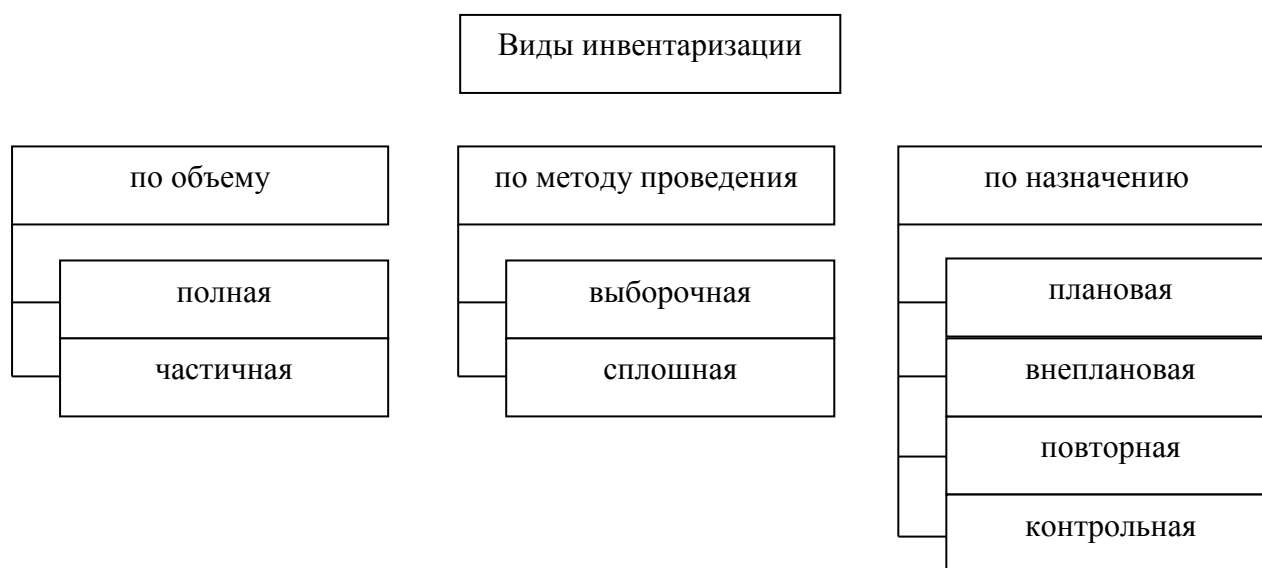 Виды инвентаризации
по объему
полная
частичная
по методу проведения
выборочная
сплошная
по назначению
плановая
внеплановая
повторная
контрольная